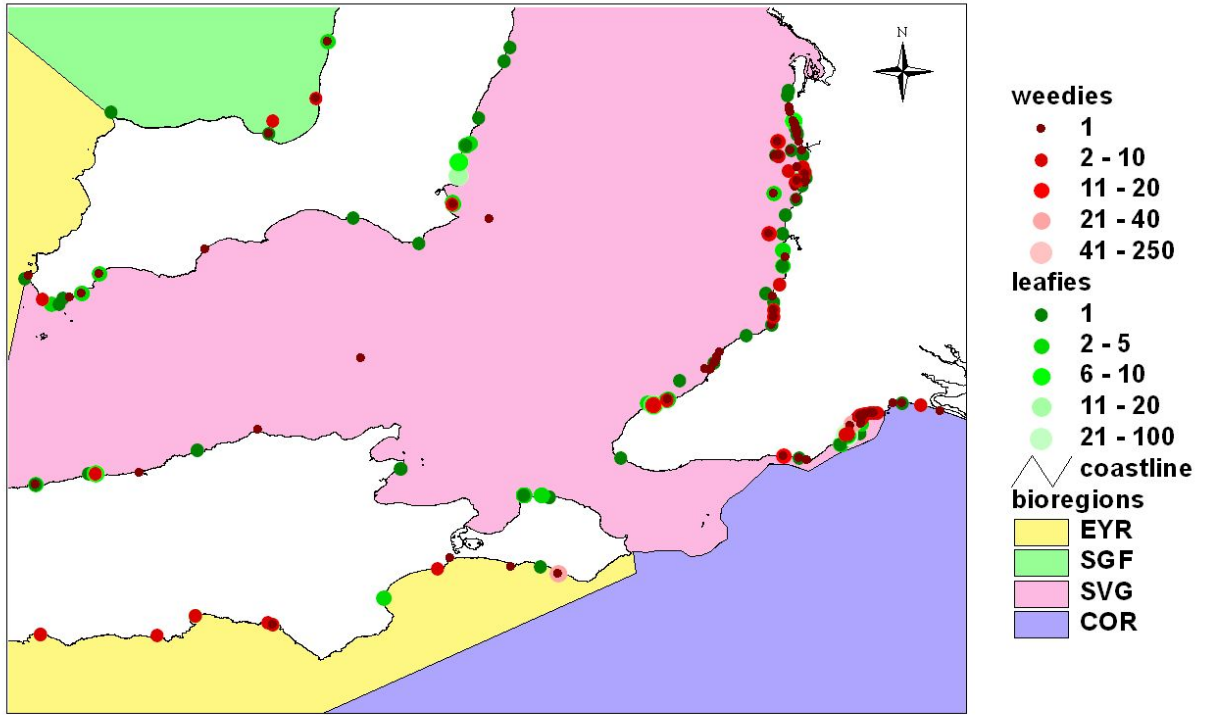 N
weedies
1
2 - 10
11 - 20
21 - 40
41 - 250
leafies
1
2 - 5
6 - 10
11 - 20
21 - 100
coastline
bioregions
EYR
SGF
SVG
COR